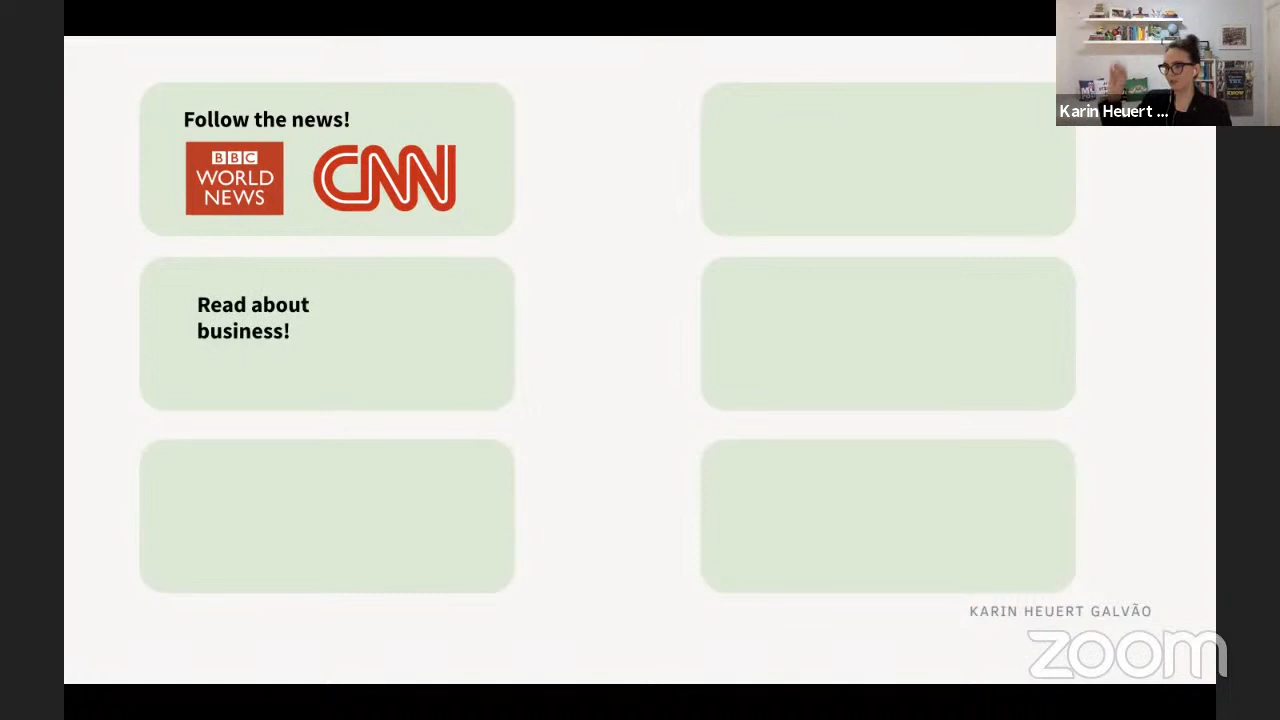 Follow the news!
BBC
WORLD
NEWS
CNN
Read about
business!
Karin Heuert ...
KARIN HEUERT GALVÃO
zoom